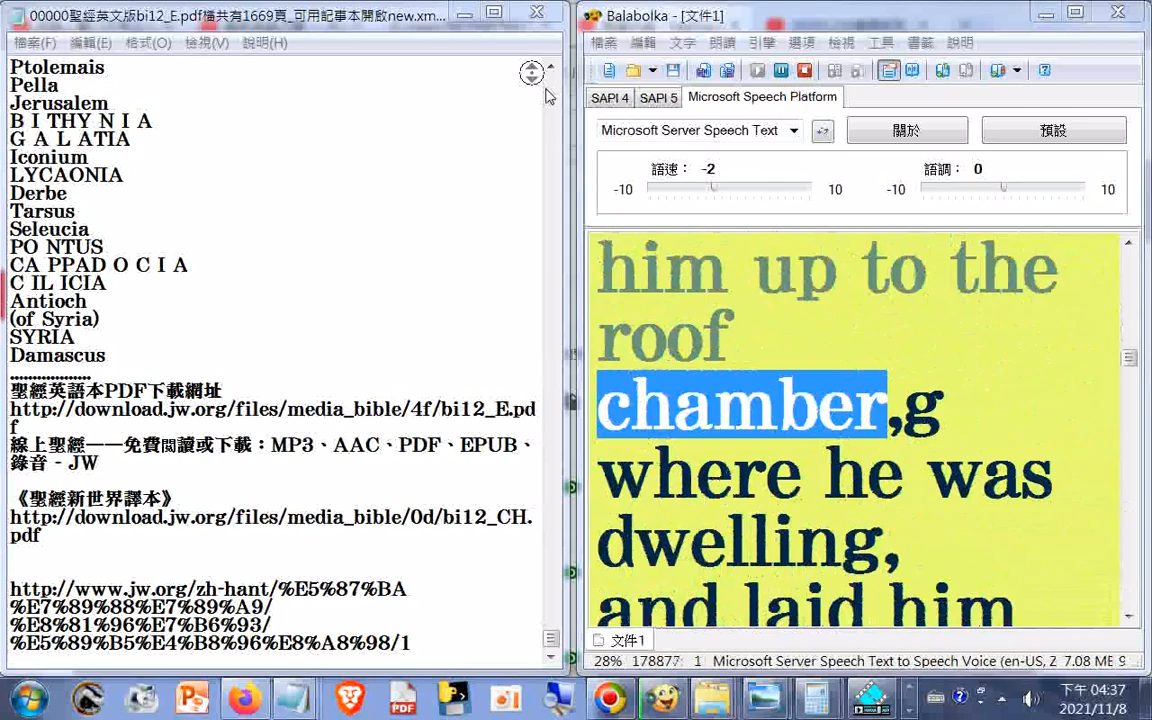 00000聖經英文版bi12_E.pdf檔共有1669頁_可用記事本開啟new.xm...
檔案(F) 編輯(E) 格式(O) 檢視(V) 說明(H)
Ptolemais
Pella
Jerusalem
B I THY N I A
G A L ATIA
Iconium
LYCAONIA
Derbe
Tarsus
Seleucia
PO NTUS
CA PPAD O C I A
C IL ICIA
Antioch
(of Syria)
SYRIA
Damascus
..................
聖經英語本PDF下載網址
http://download.jw.org/files/media_bible/4f/bi12_E.pd
f
線上聖經——免費閱讀或下載：MP3、AAC、PDF、EPUB、
錄音 - JW
《聖經新世界譯本》
http://download.jw.org/files/media_bible/0d/bi12_CH.
pdf
http://www.jw.org/zh-hant/%E5%87%BA
%E7%89%88%E7%89%A9/
%E8%81%96%E7%B6%93/
%E5%89%B5%E4%B8%96%E8%A8%98/1
Balabolka - [文件1]
檔案 編輯 文字 朗讀 引擎 選項 檢視 工具 書籤 說明
SAPI 4 SAPI 5 Microsoft Speech Platform
Microsoft Server Speech Text 關於 預設
語速： -2 語調： 0
-10 10 -10 10
him up to the
roof
chamber,g
where he was
dwelling,
and laid him
文件1
28% 178877: 1 Microsoft Server Speech Text to Speech Voice (en-US, Z 7.08 MB 9
PDF
下午 04:37
2021/11/8